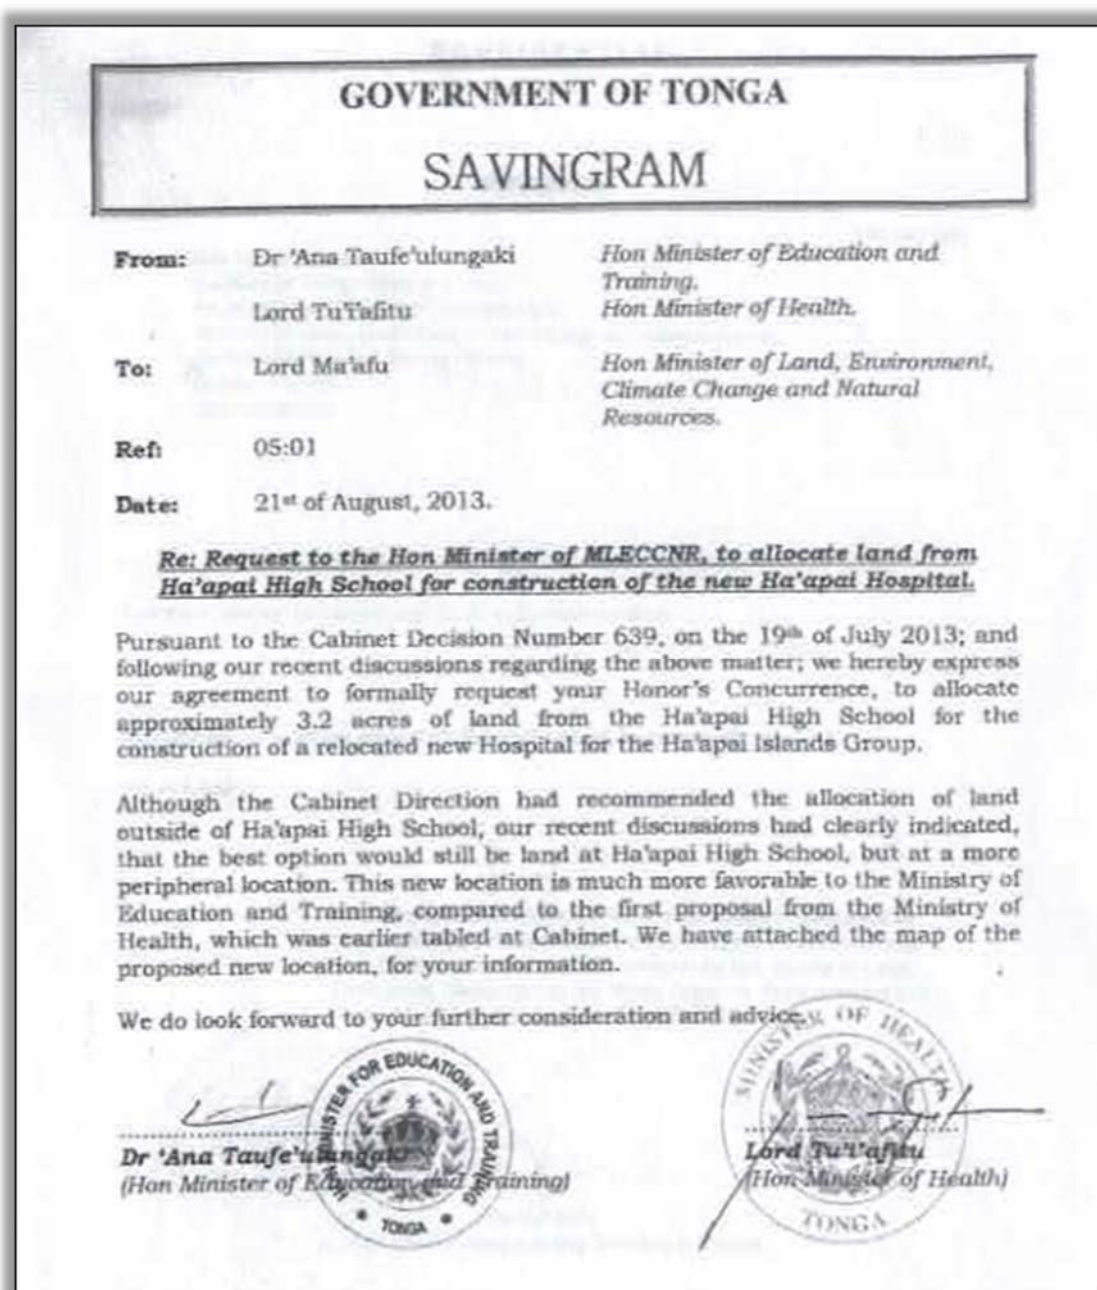 GOVERNMENT OF TONGA
SAVINGRAM
From: Dr 'Ana Taufe'ulungaki Hon Minister of Education and
Training.
Lord Tu'i'afitu Hon Minister of Health.
To: Lord Ma'afu Hon Minister of Land, Environment,
Climate Change and Natural
Resources.
Ref: 05:01
Date: 21st of August, 2013.
Re: Request to the Hon Minister of MLECCNR, to allocate land from
Ha'apai High School for construction of the new Ha'apai Hospital.
Pursuant to the Cabinet Decision Number 639, on the 19th of July 2013; and
following our recent discussions regarding the above matter; we hereby express
our agreement to formally request your Honor's Concurrence, to allocate
approximately 3.2 acres of land from the Ha'apai High School for the
construction of a relocated new Hospital for the Ha'apai Islands Group.
Although the Cabinet Direction had recommended the allocation of land
outside of Ha'apai High School, our recent discussions had clearly indicated,
that the best option would still be land at Ha'apai High School, but at a more
peripheral location. This new location is much more favorable to the Ministry of
Education and Training, compared to the first proposal from the Ministry of
Health, which was earlier tabled at Cabinet. We have attached the map of the
proposed new location, for your information.
We do look forward to your further consideration and advice.
HON MINISTER FOR EDUCATION AND TRAINING
TONGA
MINISTER OF HEALTH
TONGA
Dr 'Ana Taufe'ulungaki Lord Tu'i'afitu
(Hon Minister of Education and Training) (Hon Minister of Health)